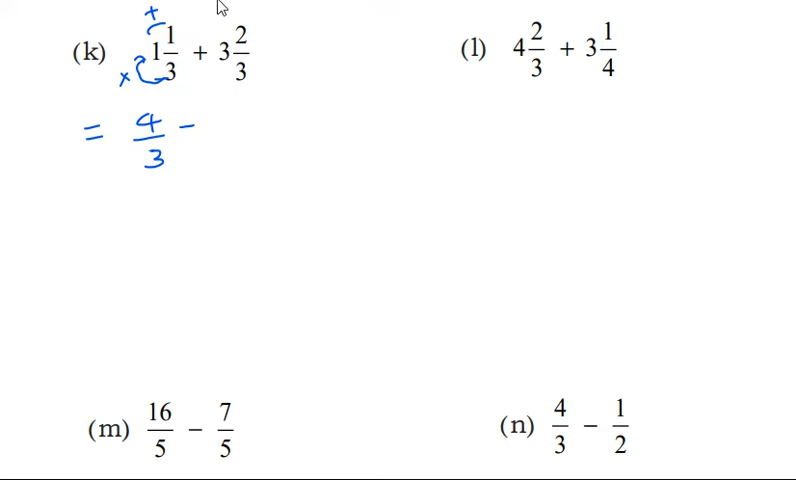 +
(k) 1 1/3 + 3 2/3
×
= 4/3 −
(l) 4 2/3 + 3 1/4
(m) 16/5 − 7/5
(n) 4/3 − 1/2